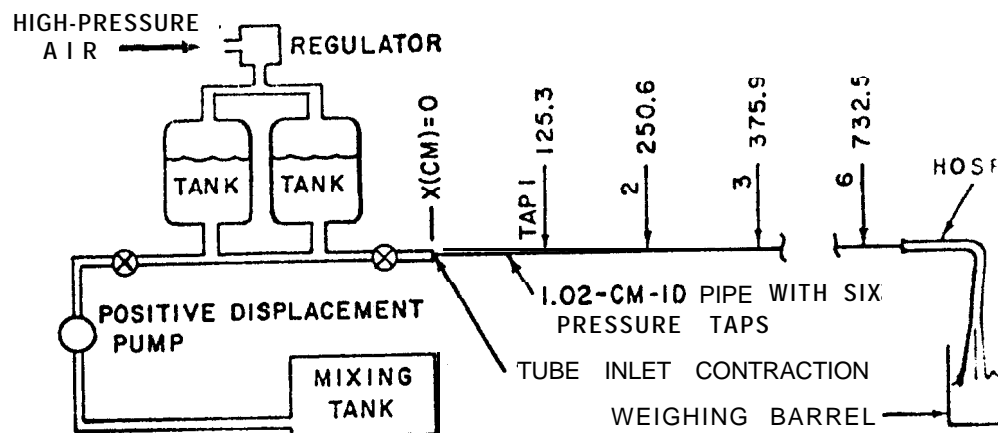 HIGH-PRESSURE
AIR
REGULATOR
TANK
TANK
X(CM)=0
TAP 1 125.3
2 250.6
3 375.9
6 732.5
HOSE
1.02-CM-ID PIPE WITH SIX
PRESSURE TAPS
POSITIVE DISPLACEMENT
PUMP
TUBE INLET CONTRACTION
MIXING
TANK
WEIGHING BARREL